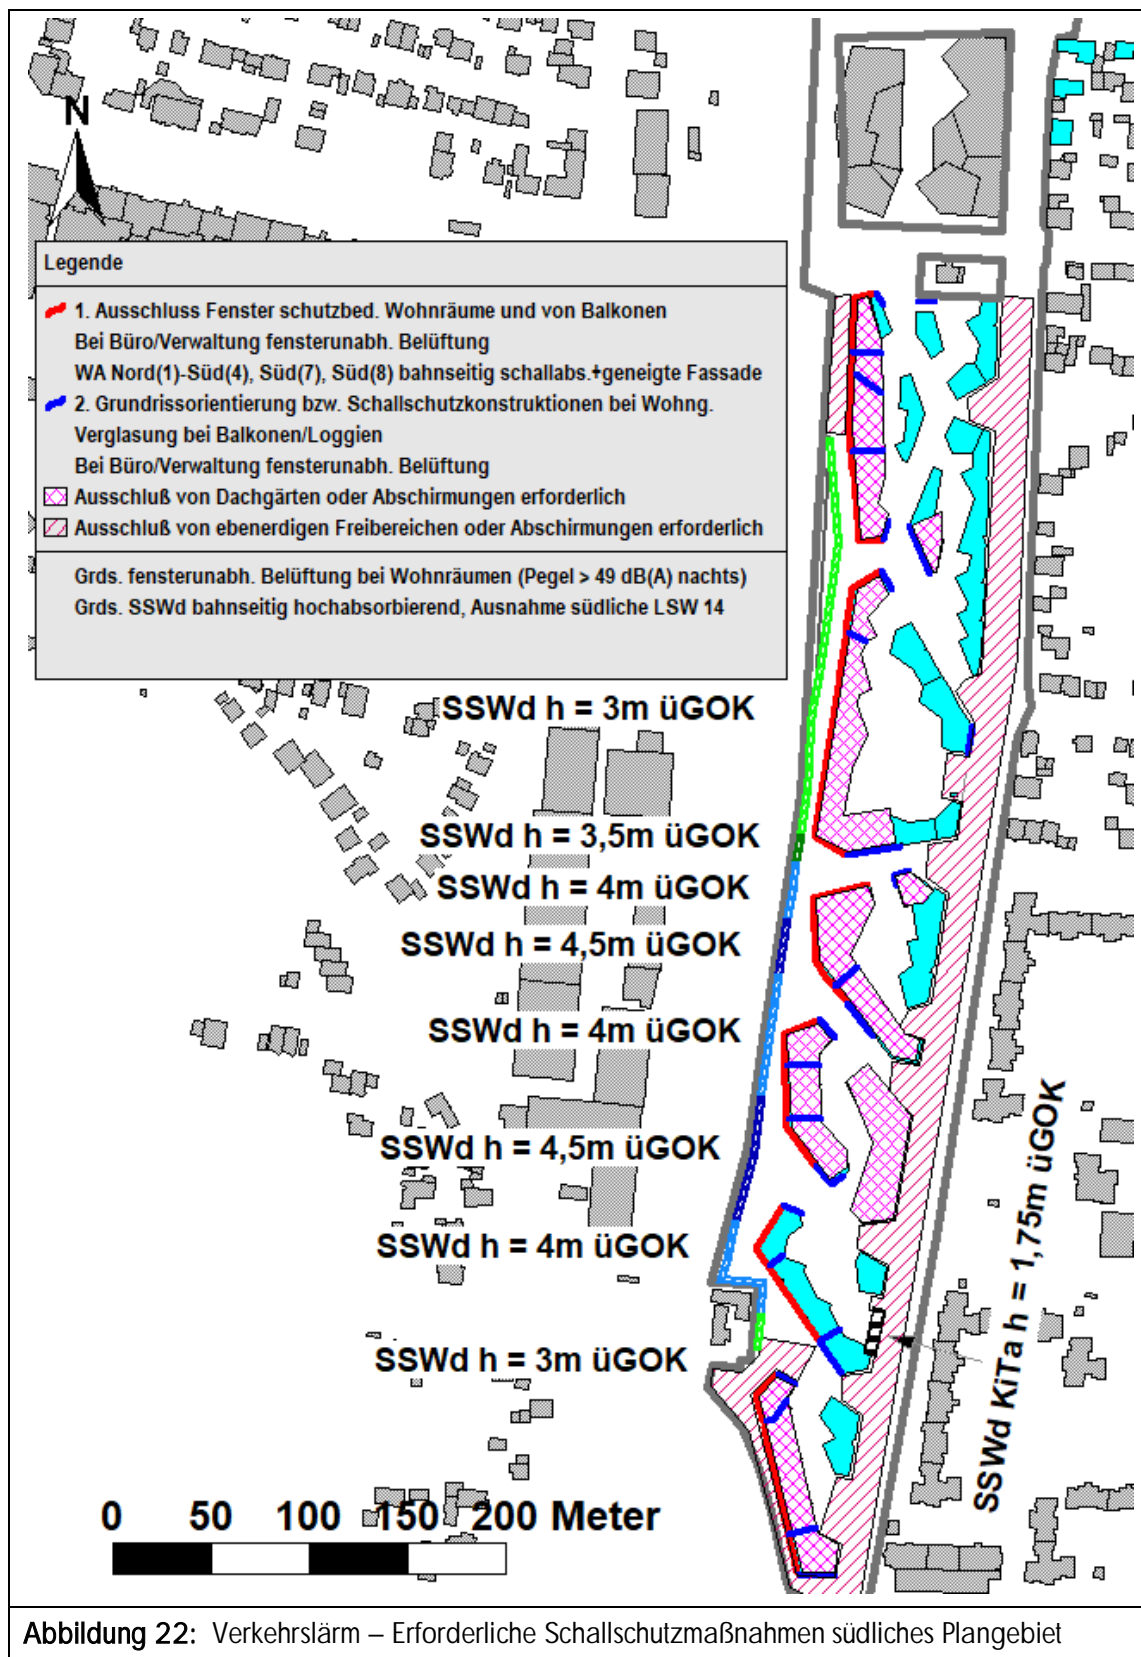 N
Legende
1. Ausschluss Fenster schutzbed. Wohnräume und von Balkonen
Bei Büro/Verwaltung fensterunabh. Belüftung
WA Nord(1)-Süd(4), Süd(7), Süd(8) bahnseitig schallabs.+geneigte Fassade
2. Grundrissorientierung bzw. Schallschutzkonstruktionen bei Wohng.
Verglasung bei Balkonen/Loggien
Bei Büro/Verwaltung fensterunabh. Belüftung
Ausschluß von Dachgärten oder Abschirmungen erforderlich
Ausschluß von ebenerdigen Freibereichen oder Abschirmungen erforderlich
Grds. fensterunabh. Belüftung bei Wohnräumen (Pegel > 49 dB(A) nachts)
Grds. SSWd bahnseitig hochabsorbierend, Ausnahme südliche LSW 14
SSWd h = 3m üGOK
SSWd h = 3,5m üGOK
SSWd h = 4m üGOK
SSWd h = 4,5m üGOK
SSWd h = 4m üGOK
SSWd h = 4,5m üGOK
SSWd h = 4m üGOK
SSWd h = 3m üGOK
SSWd KiTa h = 1,75m üGOK
0 50 100 150 200 Meter
Abbildung 22: Verkehrslärm – Erforderliche Schallschutzmaßnahmen südliches Plangebiet